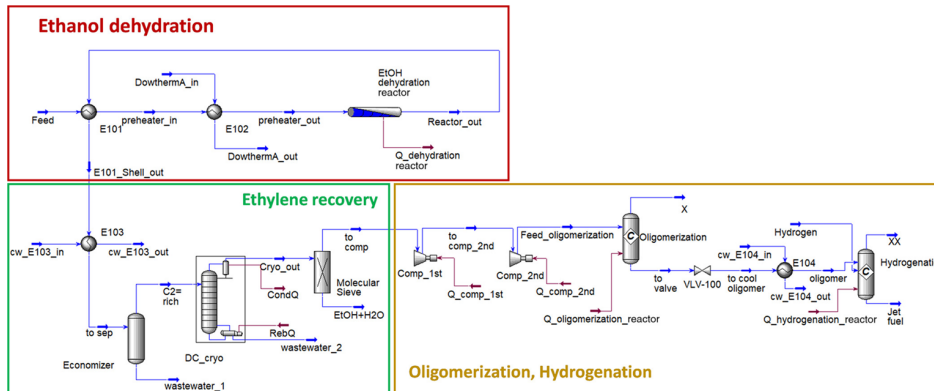 Ethanol dehydration
DowthermA_in
EtOH
dehydration
reactor
Feed
E101
preheater_in
E102
preheater_out
Reactor_out
DowthermA_out
Q_dehydration
reactor
E101_Shell_out
Ethylene recovery
E103
cw_E103_in
cw_E103_out
to
comp
C2=
rich
Cryo_out
CondQ
Molecular
Sieve
EtOH+H2O
to sep
RebQ
wastewater_2
Economizer
DC_cryo
wastewater_1
to
comp_2nd
Feed_oligomerization
X
Oligomerization
Comp_1st
Comp_2nd
Q_comp_1st
Q_comp_2nd
Hydrogen
XX
cw_E104_in
E104
Hydrogenati
oligomer
to
valve
VLV-100
to cool
oligomer
cw_E104_out
Q_oligomerization_reactor
Q_hydrogenation_reactor
Jet
fuel
Oligomerization, Hydrogenation
C
C